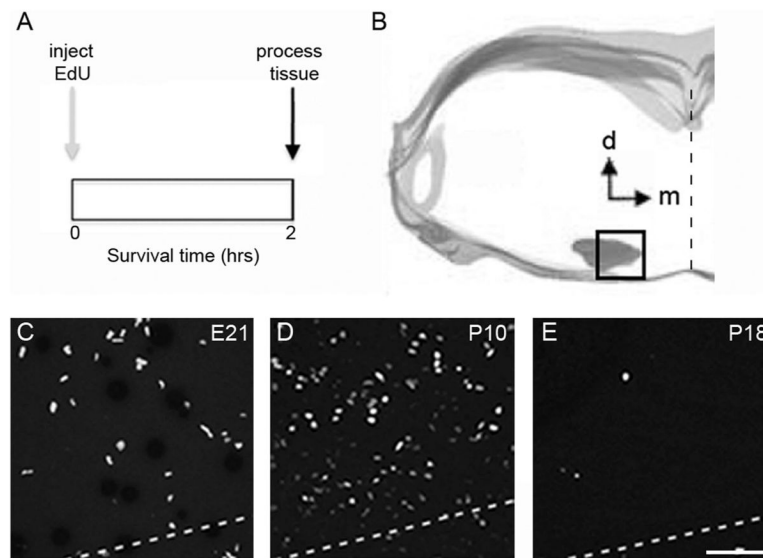 A
inject
EdU
process
tissue
0
2
Survival time (hrs)
B
d
m
C
E21
D
P10
E
P18